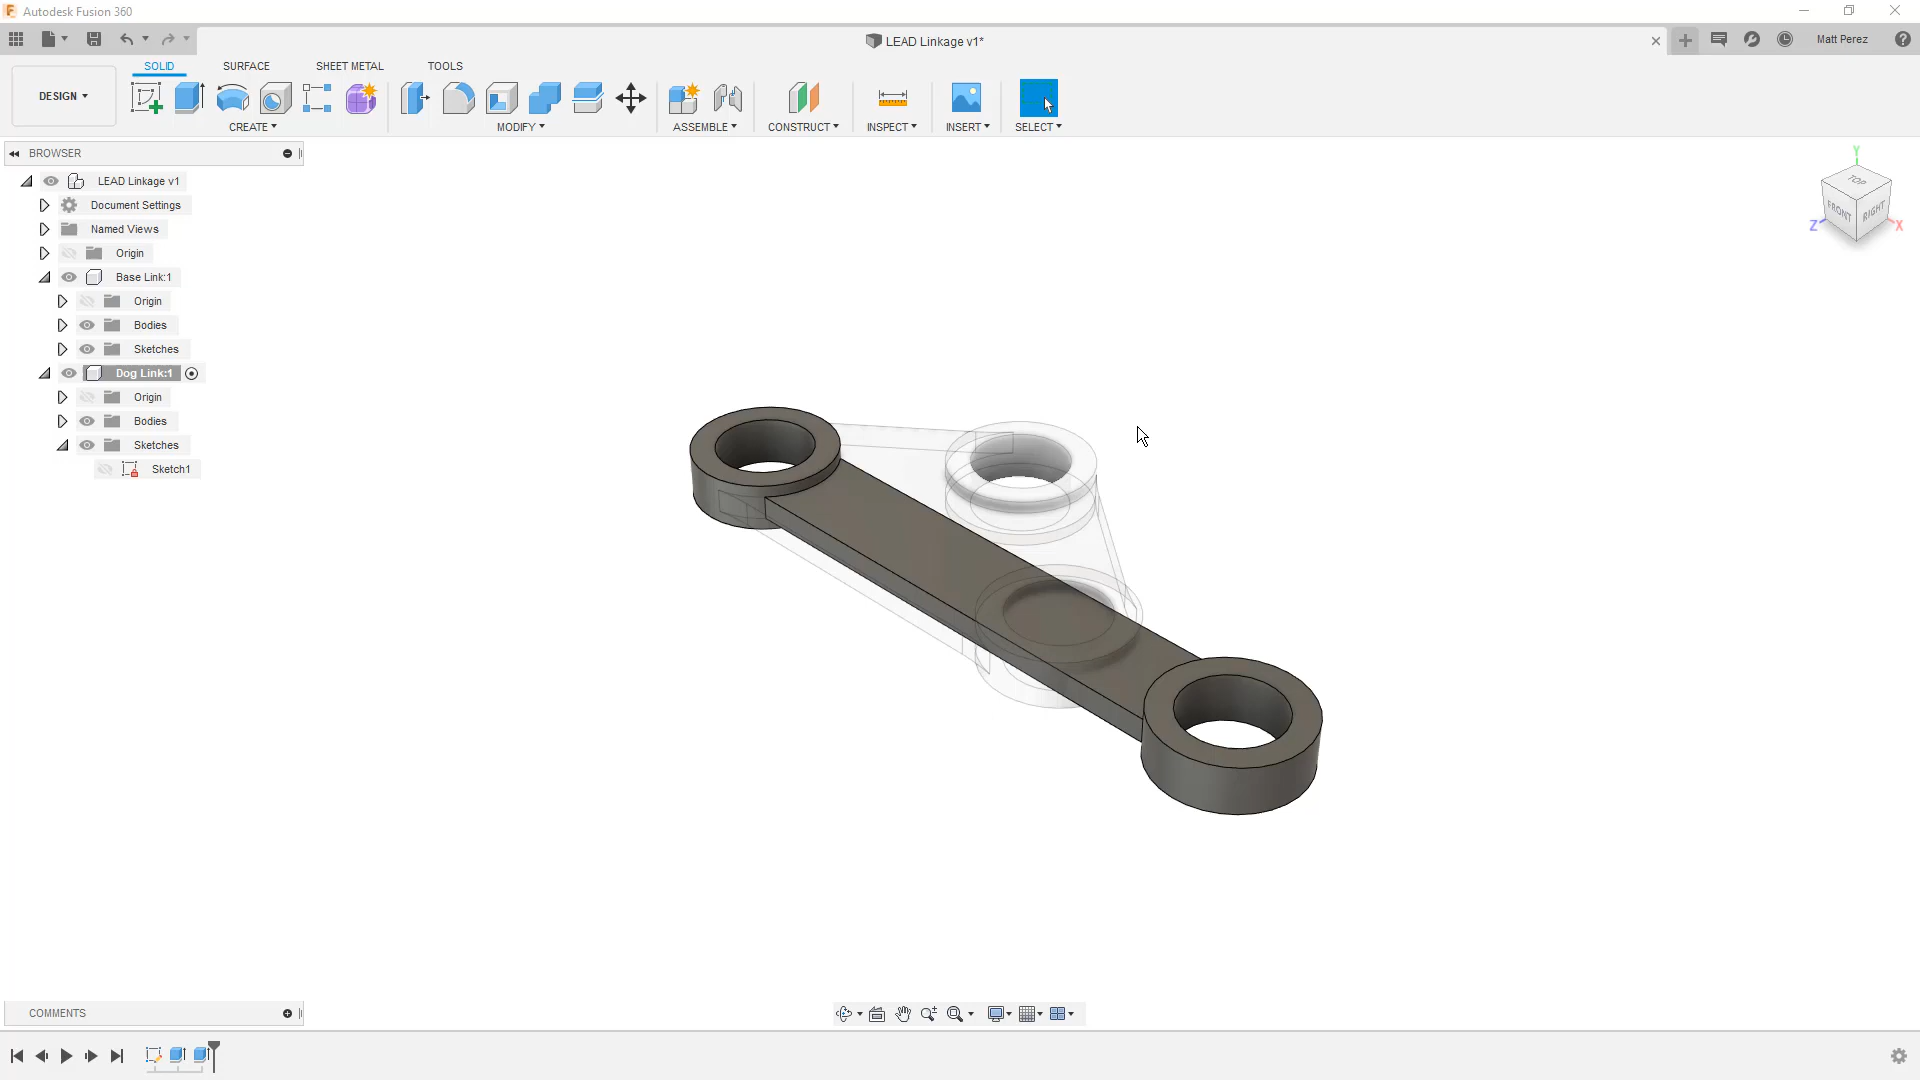 Autodesk Fusion 360
LEAD Linkage v1*
Matt Perez
SOLID
SURFACE
SHEET METAL
TOOLS
DESIGN
CREATE
MODIFY
ASSEMBLE
CONSTRUCT
INSPECT
INSERT
SELECT
BROWSER
LEAD Linkage v1
Document Settings
Named Views
Origin
Base Link:1
Origin
Bodies
Sketches
Dog Link:1
Origin
Bodies
Sketches
Sketch1
Y
TOP
FRONT
RIGHT
Z
X
COMMENTS